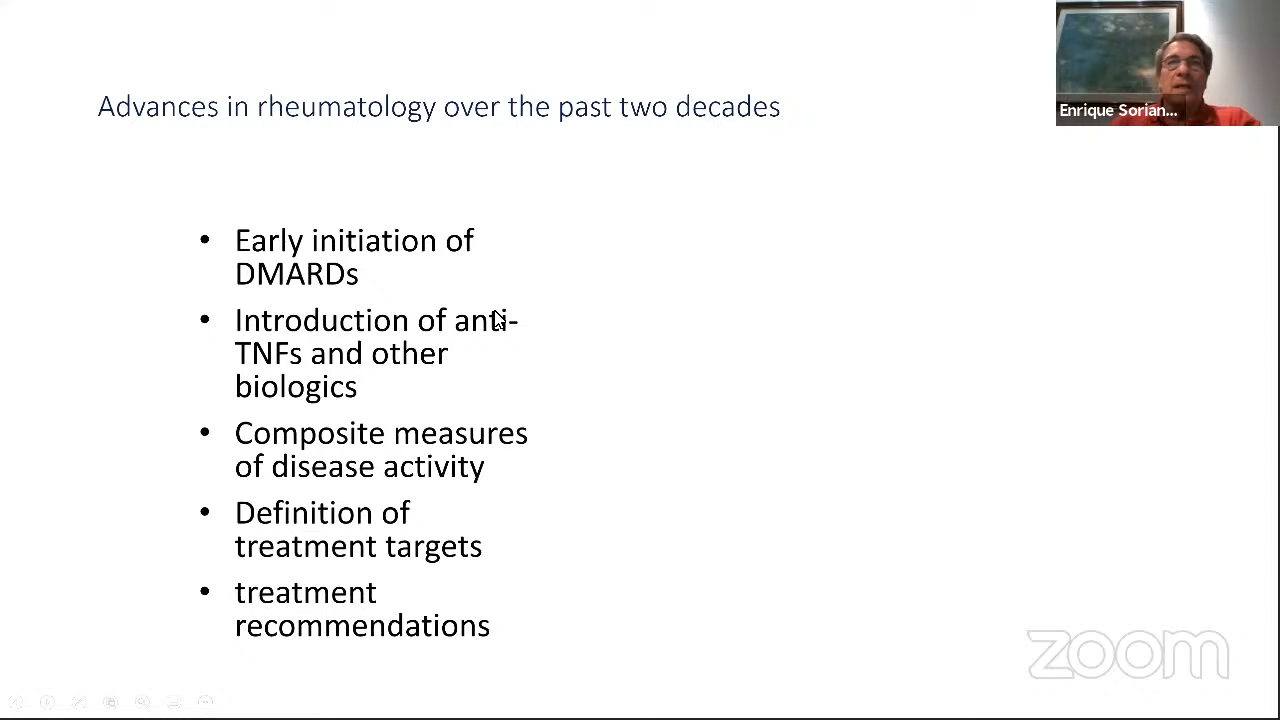 Advances in rheumatology over the past two decades
Enrique Sorian...
• Early initiation of
DMARDs
• Introduction of anti-
TNFs and other
biologics
• Composite measures
of disease activity
• Definition of
treatment targets
• treatment
recommendations
zoom